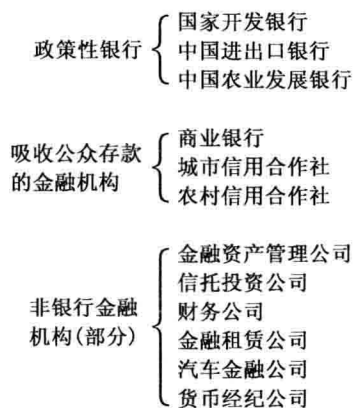 政策性银行
国家开发银行
中国进出口银行
中国农业发展银行
吸收公众存款
的金融机构
商业银行
城市信用合作社
农村信用合作社
非银行金融
机构(部分)
金融资产管理公司
信托投资公司
财务公司
金融租赁公司
汽车金融公司
货币经纪公司